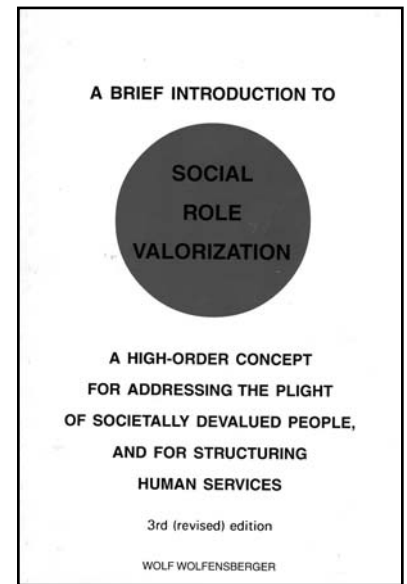 A BRIEF INTRODUCTION TO
SOCIAL
ROLE
VALORIZATION
A HIGH-ORDER CONCEPT
FOR ADDRESSING THE PLIGHT
OF SOCIETALLY DEVALUED PEOPLE,
AND FOR STRUCTURING
HUMAN SERVICES
3rd (revised) edition
WOLF WOLFENSBERGER